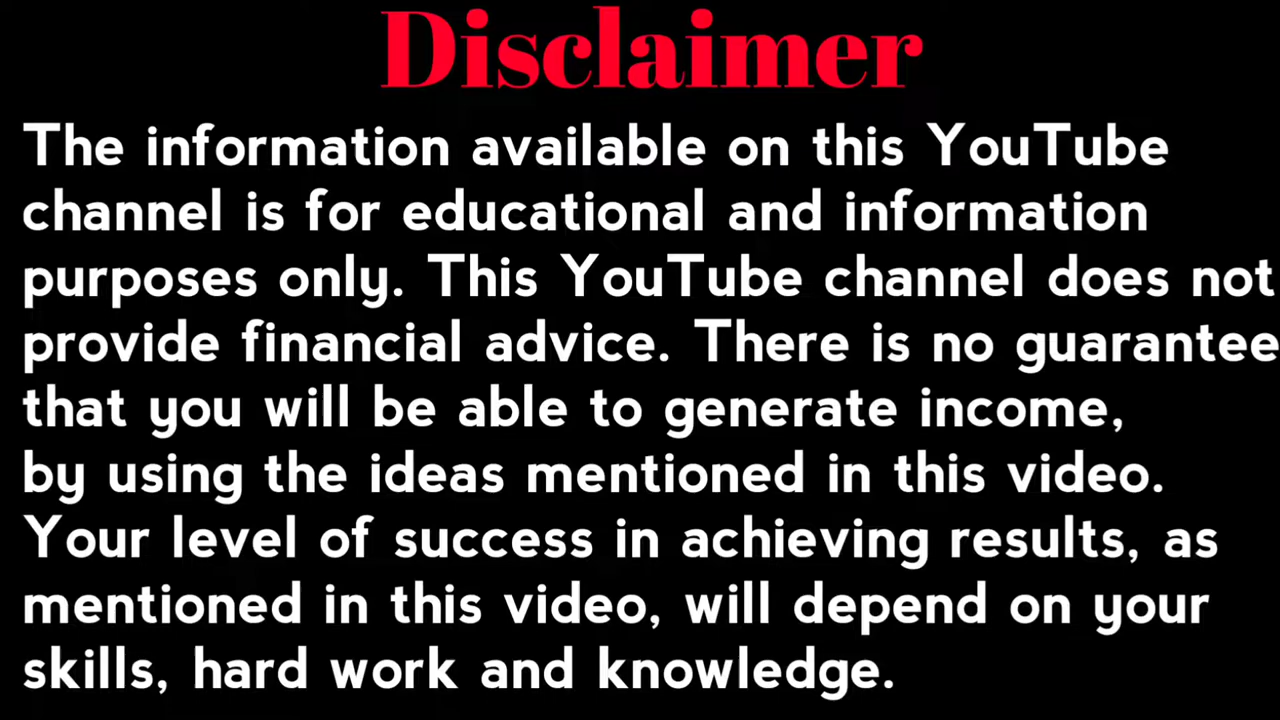 Disclaimer
The information available on this YouTube
channel is for educational and information
purposes only. This YouTube channel does not
provide financial advice. There is no guarantee
that you will be able to generate income,
by using the ideas mentioned in this video.
Your level of success in achieving results, as
mentioned in this video, will depend on your
skills, hard work and knowledge.